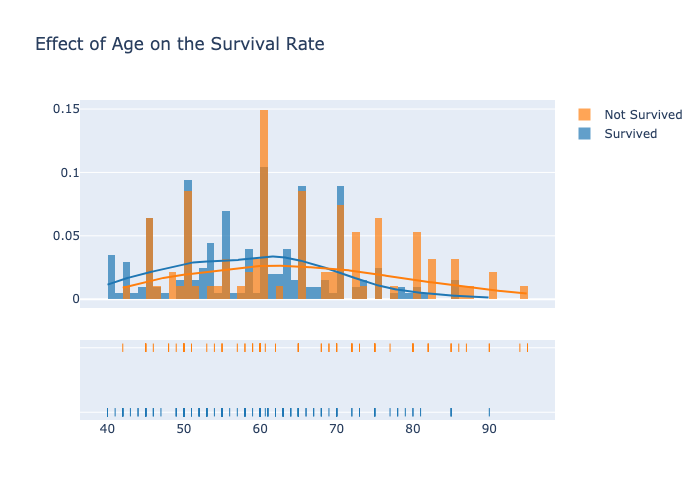 Effect of Age on the Survival Rate
0.15
0.1
0.05
0
Not Survived
Survived
40 50 60 70 80 90